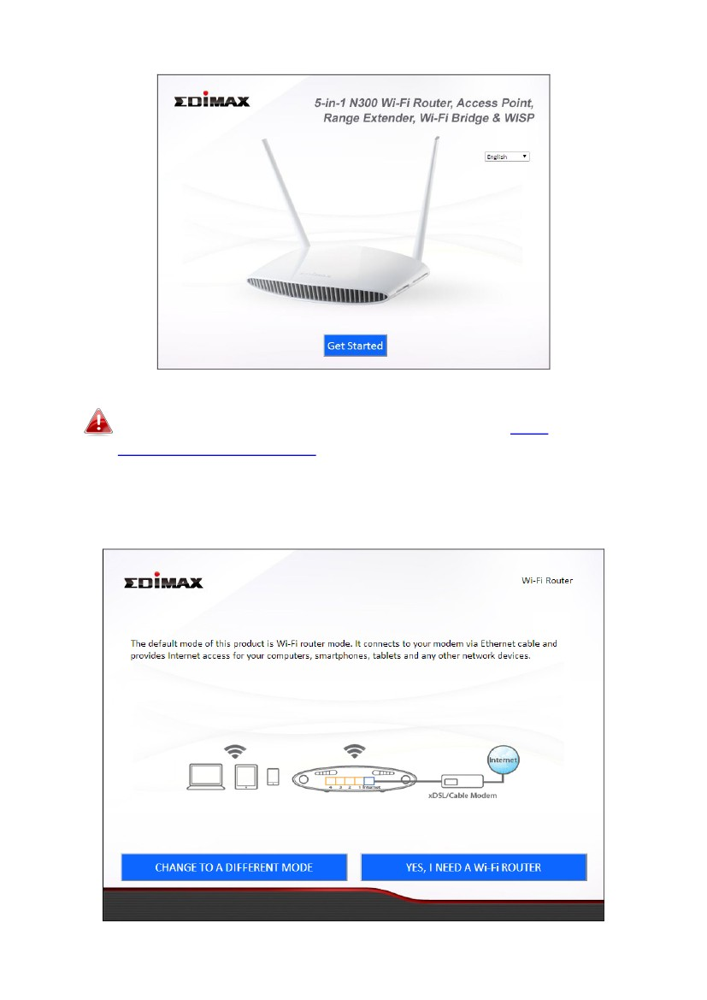 EDIMAX
5-in-1 N300 Wi-Fi Router, Access Point,
Range Extender, Wi-Fi Bridge & WISP
English
EDIMAX
Get Started
EDIMAX
Wi-Fi Router
The default mode of this product is Wi-Fi router mode. It connects to your modem via Ethernet cable and
provides Internet access for your computers, smartphones, tablets and any other network devices.
Internet
4 3 2 1 Internet
xDSL/Cable Modem
CHANGE TO A DIFFERENT MODE
YES, I NEED A Wi-Fi ROUTER